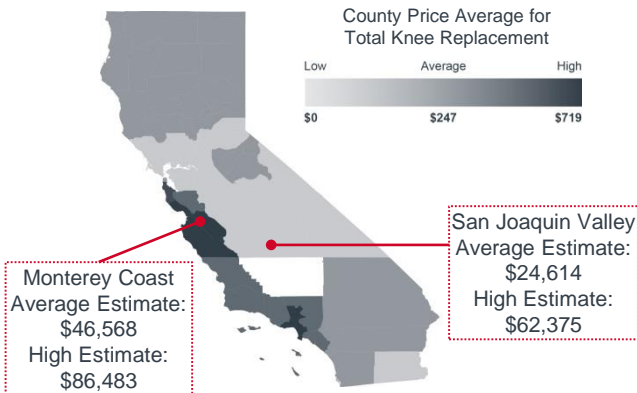 County Price Average for
Total Knee Replacement
Low Average High
$0 $247 $719
San Joaquin Valley
Average Estimate:
$24,614
High Estimate:
$62,375
Monterey Coast
Average Estimate:
$46,568
High Estimate:
$86,483